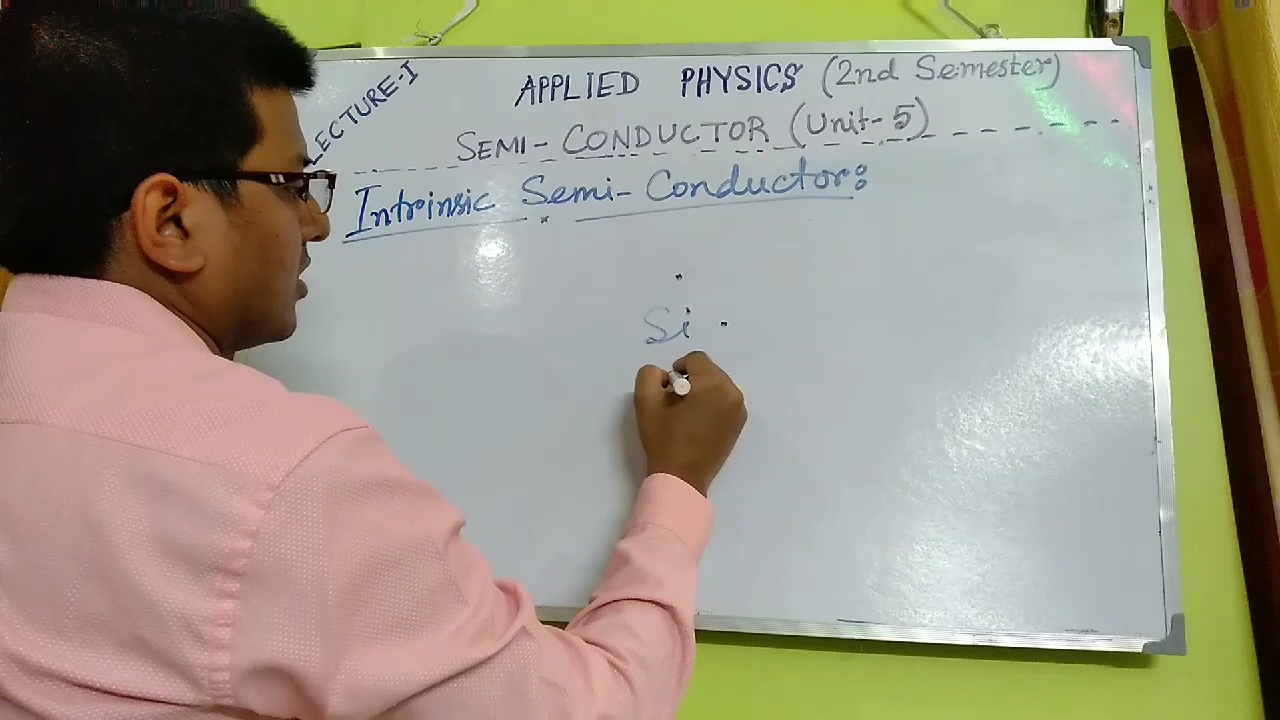 LECTURE-I
APPLIED PHYSICS (2nd Semester)
SEMI-CONDUCTOR (Unit-5)
Intrinsic Semi-Conductor:
Si